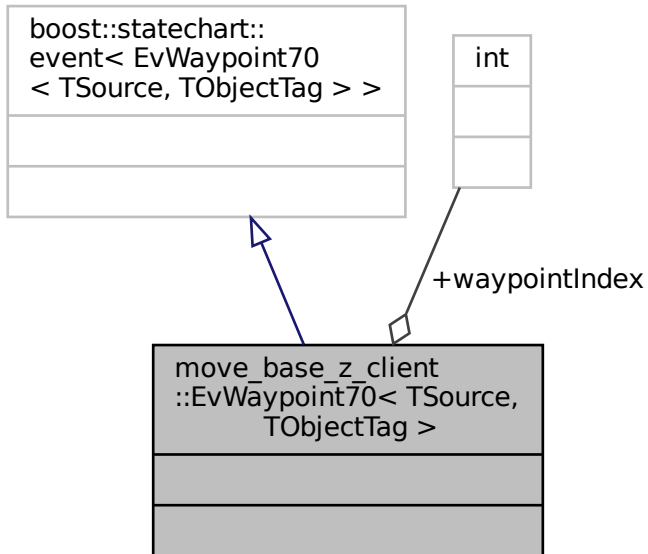 boost::statechart::
event< EvWaypoint70
< TSource, TObjectTag > >
int
+waypointIndex
move_base_z_client
::EvWaypoint70< TSource,
TObjectTag >